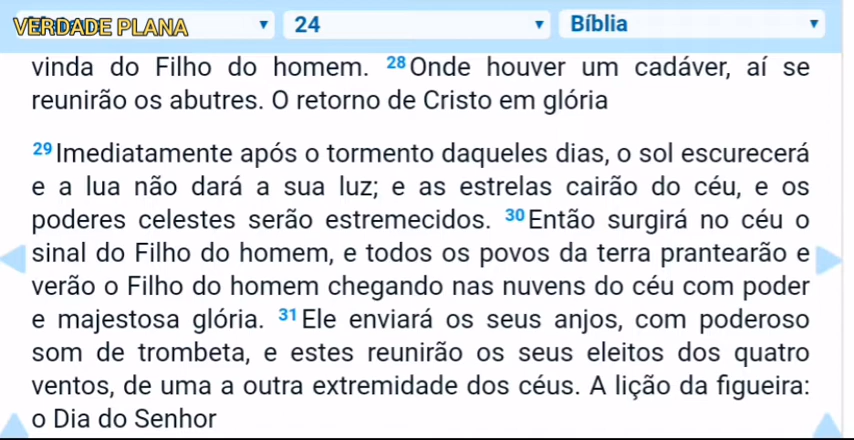 VERDADE PLANA
24
Bíblia
vinda do Filho do homem. 28 Onde houver um cadáver, aí se
reunirão os abutres. O retorno de Cristo em glória
29 Imediatamente após o tormento daqueles dias, o sol escurecerá
e a lua não dará a sua luz; e as estrelas cairão do céu, e os
poderes celestes serão estremecidos. 30 Então surgirá no céu o
sinal do Filho do homem, e todos os povos da terra prantearão e
verão o Filho do homem chegando nas nuvens do céu com poder
e majestosa glória. 31 Ele enviará os seus anjos, com poderoso
som de trombeta, e estes reunirão os seus eleitos dos quatro
ventos, de uma a outra extremidade dos céus. A lição da figueira:
o Dia do Senhor